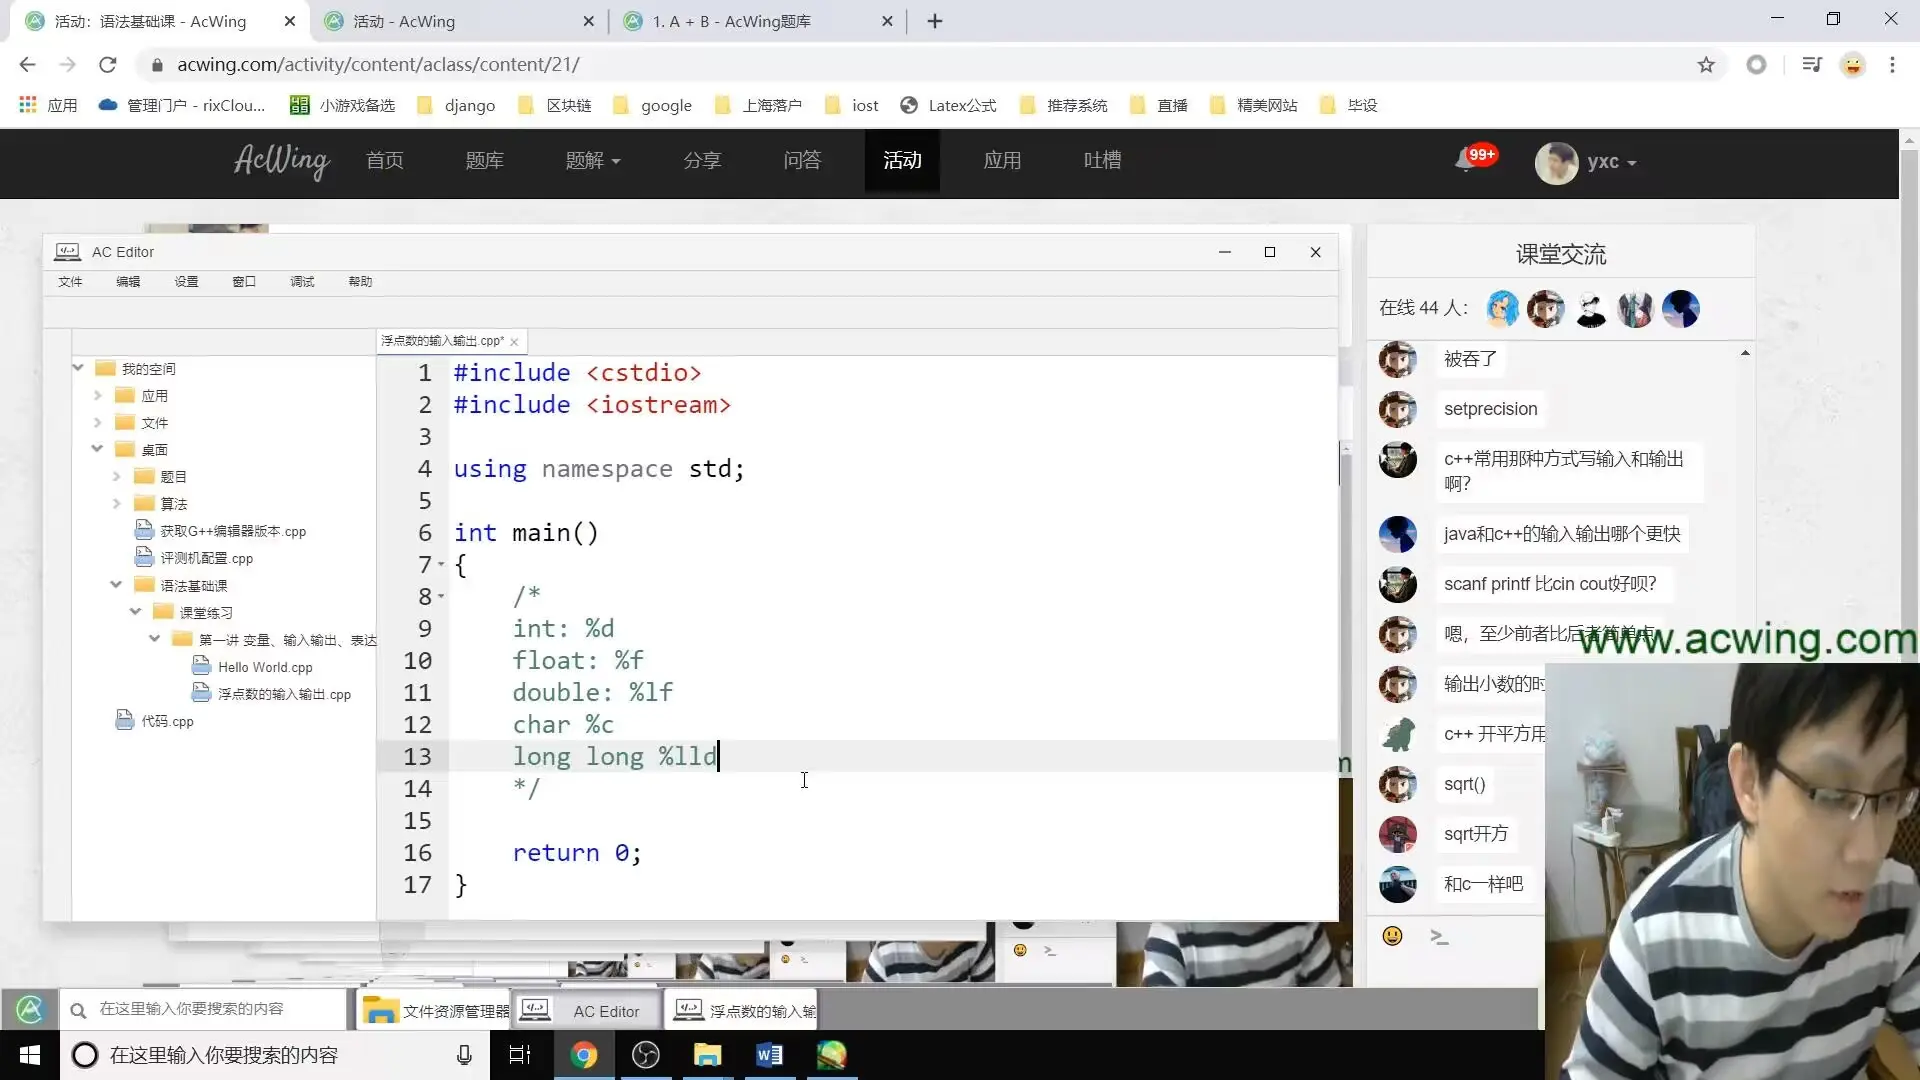 活动：语法基础课 - AcWing
活动 - AcWing
1. A + B - AcWing题库
acwing.com/activity/content/aclass/content/21/
应用
管理门户 - rixClou...
小游戏备选
django
区块链
google
上海落户
iost
Latex公式
推荐系统
直播
精美网站
毕设
AcWing
首页
题库
题解
分享
问答
活动
应用
吐槽
99+
yxc
AC Editor
文件
编辑
设置
窗口
调试
帮助
浮点数的输入输出.cpp*
我的空间
应用
文件
桌面
题目
算法
获取G++编辑器版本.cpp
评测机配置.cpp
语法基础课
课堂练习
第一讲 变量、输入输出、表达
Hello World.cpp
浮点数的输入输出.cpp
代码.cpp
1 #include <cstdio>
2 #include <iostream>
3
4 using namespace std;
5
6 int main()
7 {
8 /*
9 int: %d
10 float: %f
11 double: %lf
12 char %c
13 long long %lld
14 */
15
16 return 0;
17 }
课堂交流
在线 44 人：
被吞了
setprecision
c++常用那种方式写输入和输出
啊？
java和c++的输入输出哪个更快
scanf printf 比cin cout好呗？
嗯，至少前者比后者简单点
www.acwing.com
输出小数的时
c++ 开平方用
sqrt()
sqrt开方
和c一样吧
在这里输入你要搜索的内容
文件资源管理器
AC Editor
浮点数的输入输
在这里输入你要搜索的内容